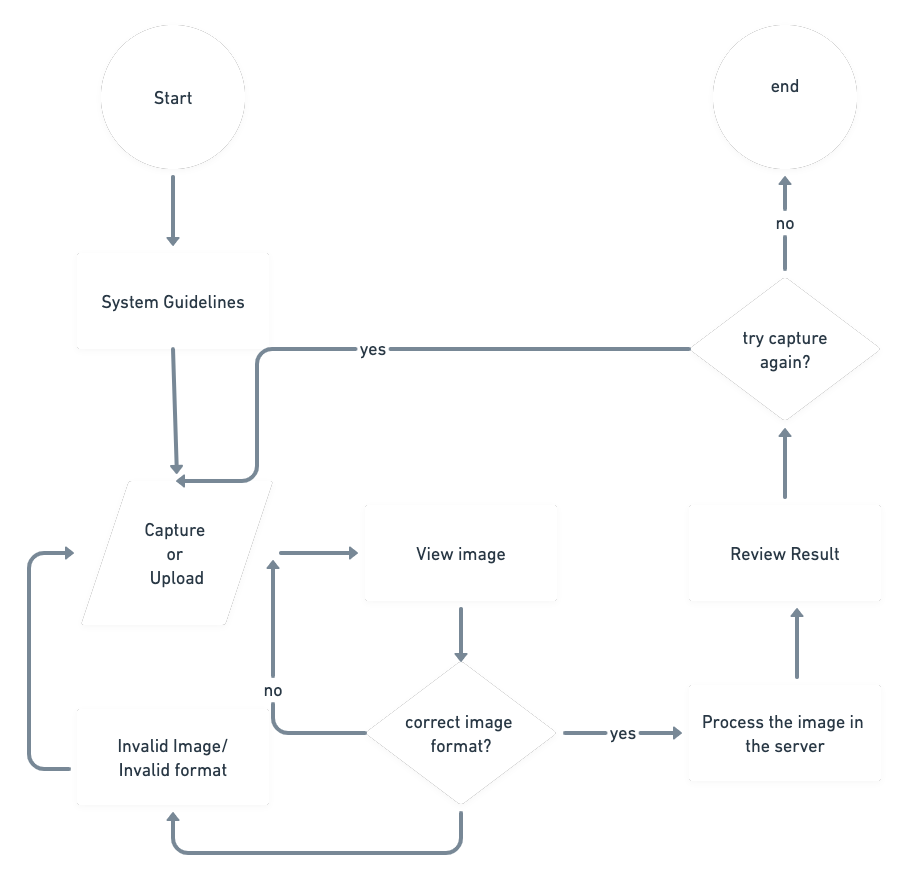 Start
end
no
System Guidelines
try capture
again?
yes
Capture
or
Upload
View image
Review Result
no
correct image
format?
yes
Process the image in
the server
Invalid Image/
Invalid format